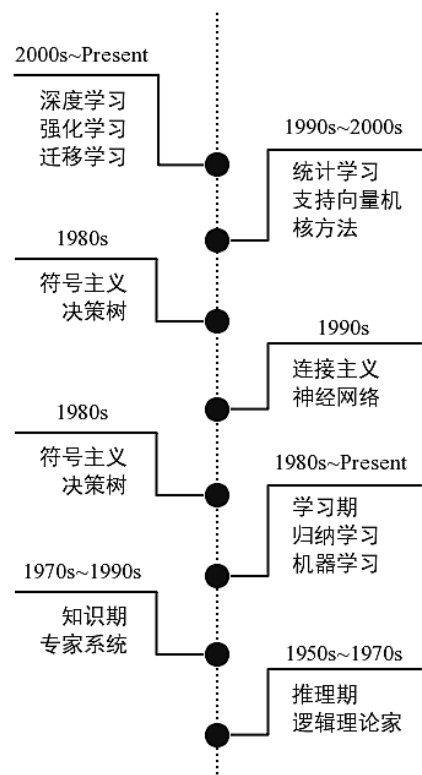 2000s~Present
深度学习
强化学习
迁移学习
1990s~2000s
统计学习
支持向量机
核方法
1980s
符号主义
决策树
1990s
连接主义
神经网络
1980s
符号主义
决策树
1980s~Present
学习期
归纳学习
机器学习
1970s~1990s
知识期
专家系统
1950s~1970s
推理期
逻辑理论家